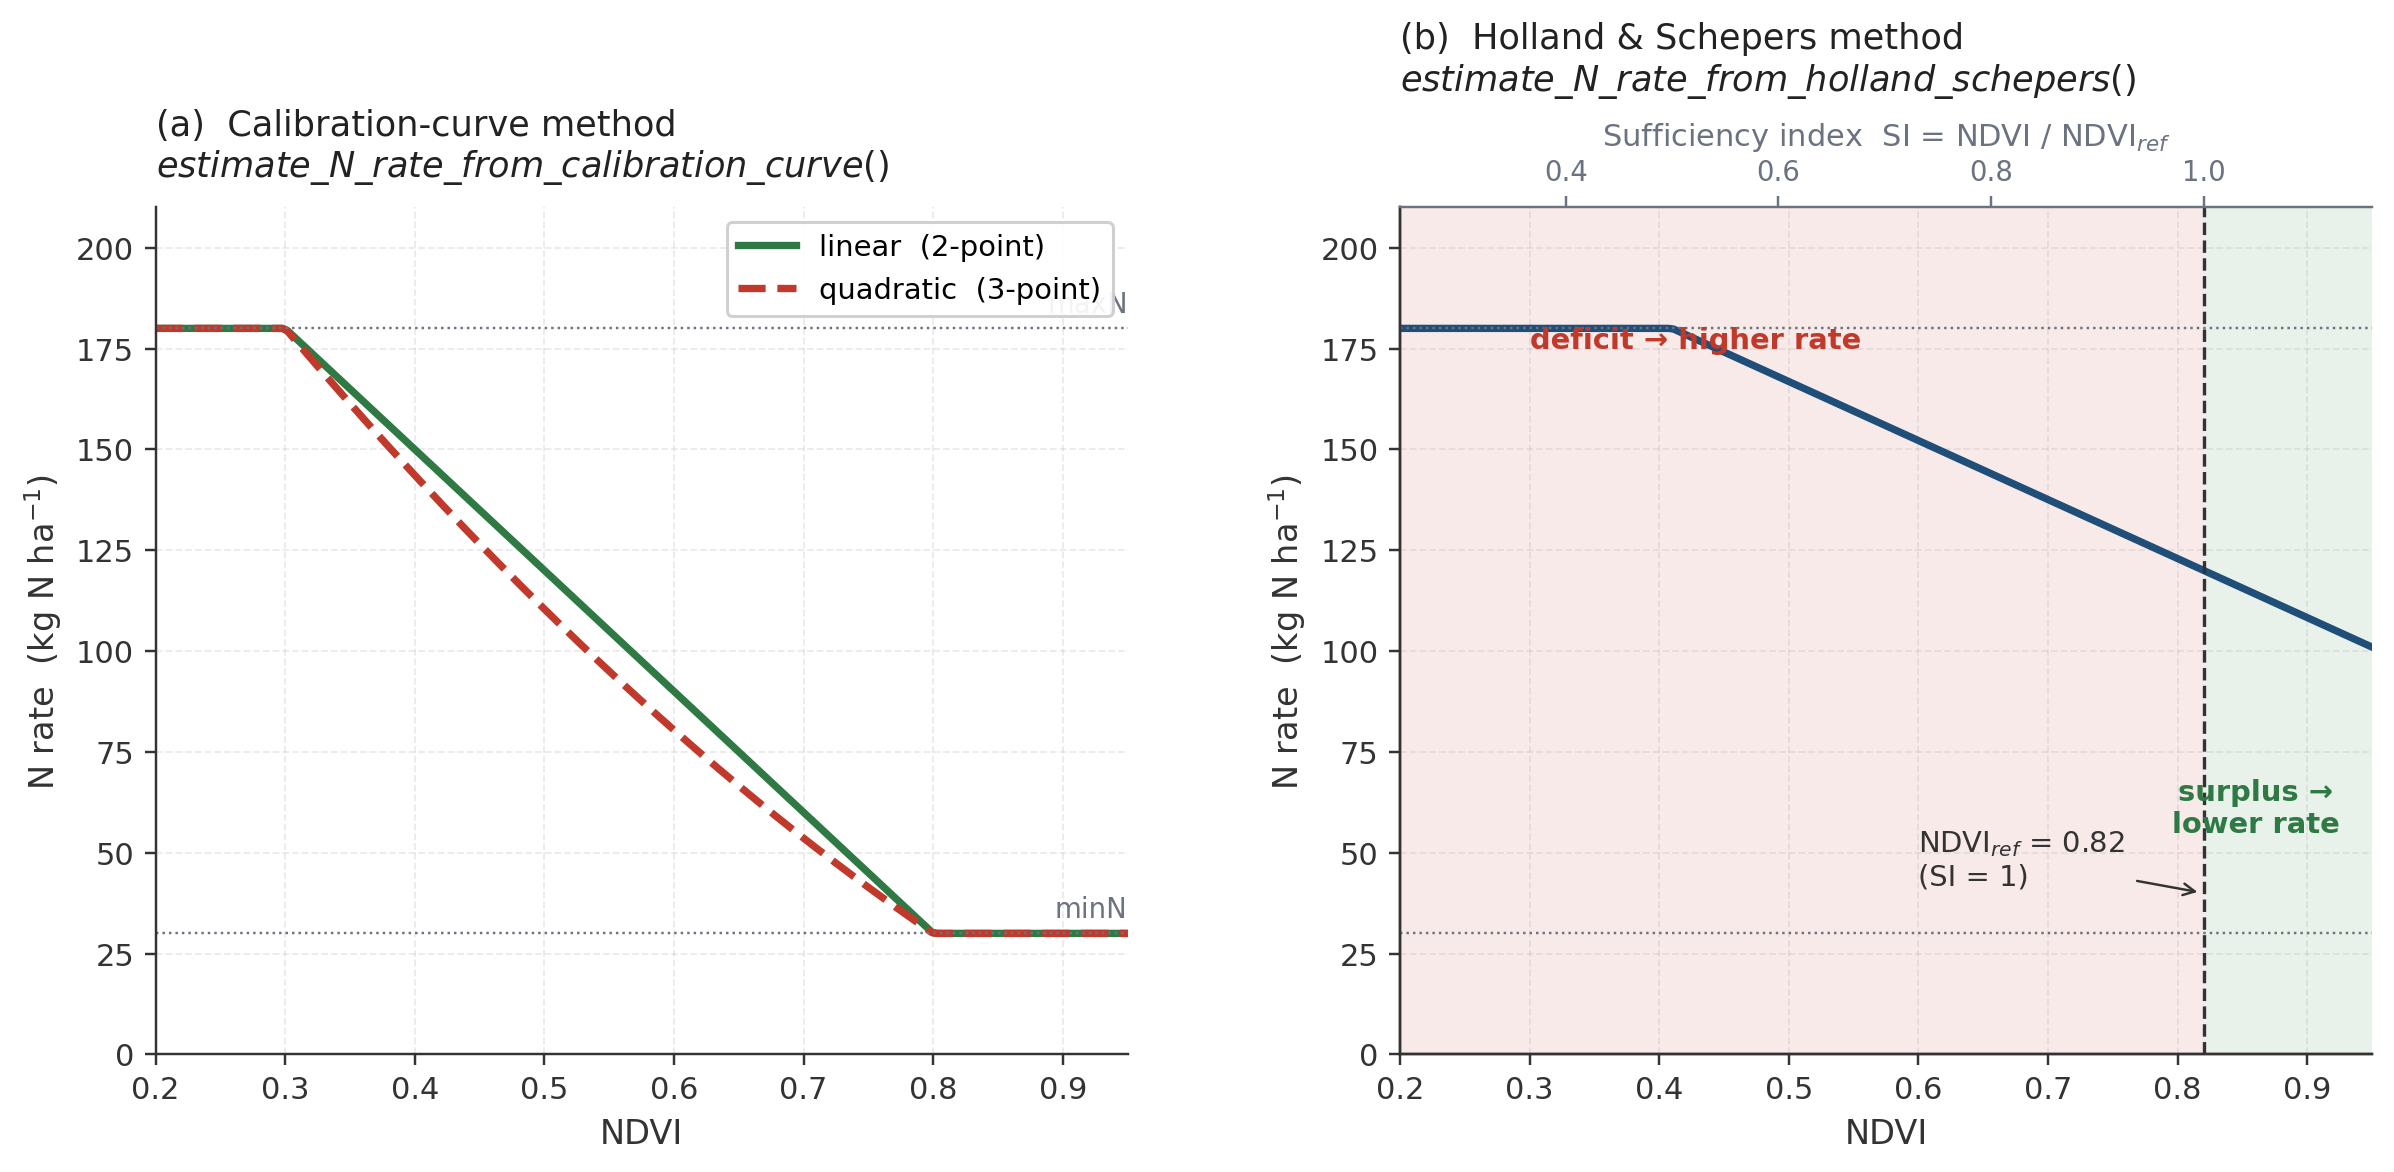 (a)  Calibration-curve method
estimate_N_rate_from_calibration_curve()
linear  (2-point)
quadratic  (3-point)
maxN
minN
200
175
150
125
100
75
50
25
0
0.2 0.3 0.4 0.5 0.6 0.7 0.8 0.9
NDVI
N rate  (kg N ha⁻¹)
(b)  Holland & Schepers method
estimate_N_rate_from_holland_schepers()
Sufficiency index  SI = NDVI / NDVIref
0.4 0.6 0.8 1.0
deficit → higher rate
surplus →
lower rate
NDVIref = 0.82
(SI = 1)
200
175
150
125
100
75
50
25
0
0.2 0.3 0.4 0.5 0.6 0.7 0.8 0.9
NDVI
N rate  (kg N ha⁻¹)